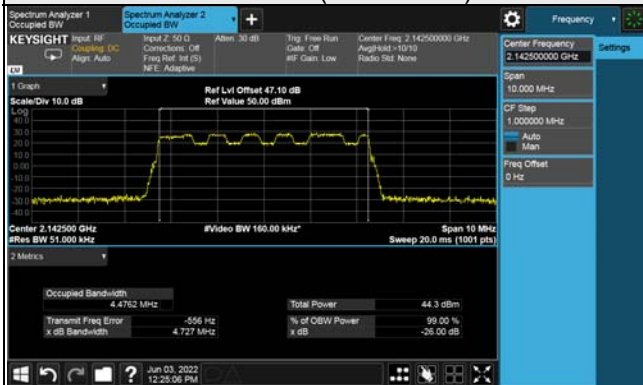 Spectrum Analyzer 1
Occupied BW
Spectrum Analyzer 2
Occupied BW
Frequency
KEYSIGHT
Input: RF
Coupling: DC
Align: Auto
Input Z: 50 Ω
Corrections: Off
Freq Ref: Int (S)
NFE: Adaptive
Atten: 30 dB
Trig: Free Run
Gate: Off
#IF Gain: Low
Center Freq: 2.142500000 GHz
Avg|Hold:>10/10
Radio Std: None
Center Frequency
2.142500000 GHz
Settings
Span
10.000 MHz
CF Step
1.000000 MHz
Auto
Man
Freq Offset
0 Hz
1 Graph
Scale/Div 10.0 dB
Ref Lvl Offset 47.10 dB
Ref Value 50.00 dBm
Log
40.0
30.0
20.0
10.0
0.00
-10.0
-20.0
-30.0
-40.0
Center 2.142500 GHz
#Res BW 51.000 kHz
#Video BW 160.00 kHz*
Span 10 MHz
Sweep 20.0 ms (1001 pts)
2 Metrics
Occupied Bandwidth
4.4762 MHz
Total Power 44.3 dBm
Transmit Freq Error -556 Hz
% of OBW Power 99.00 %
x dB Bandwidth 4.727 MHz
x dB -26.00 dB
?
Jun 03, 2022
12:25:06 PM